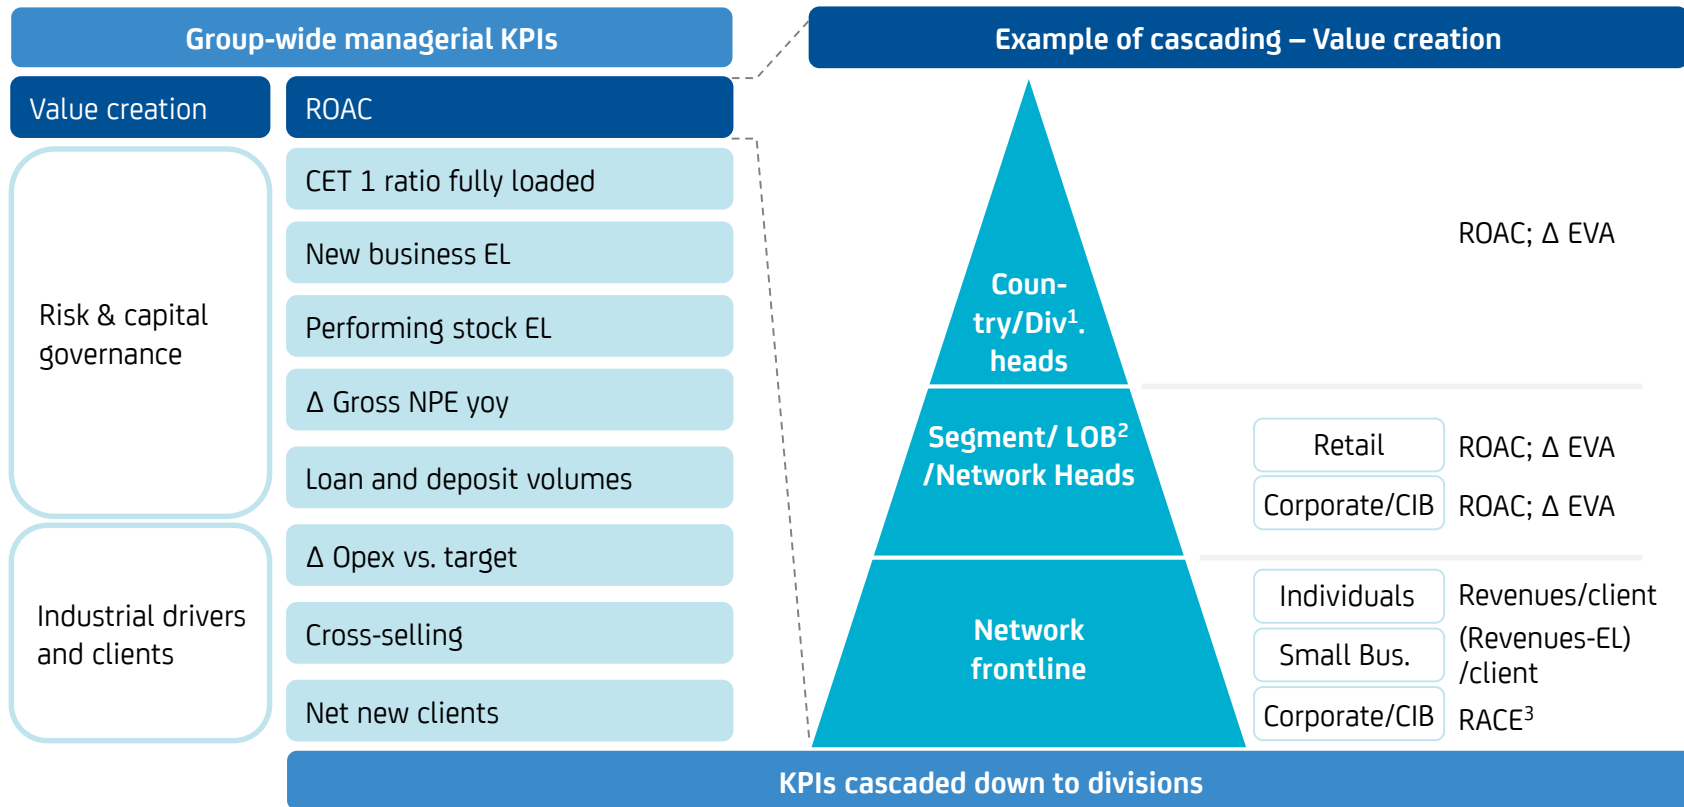 Group-wide managerial KPIs
Value creation
ROAC
Risk & capital
governance
CET 1 ratio fully loaded
New business EL
Performing stock EL
Δ Gross NPE yoy
Loan and deposit volumes
Industrial drivers
and clients
Δ Opex vs. target
Cross-selling
Net new clients
Example of cascading – Value creation
Coun-
try/Div¹.
heads
ROAC; Δ EVA
Segment/ LOB²
/Network Heads
Retail
ROAC; Δ EVA
Corporate/CIB
ROAC; Δ EVA
Network
frontline
Individuals
Revenues/client
Small Bus.
(Revenues-EL)
/client
Corporate/CIB
RACE³
KPIs cascaded down to divisions